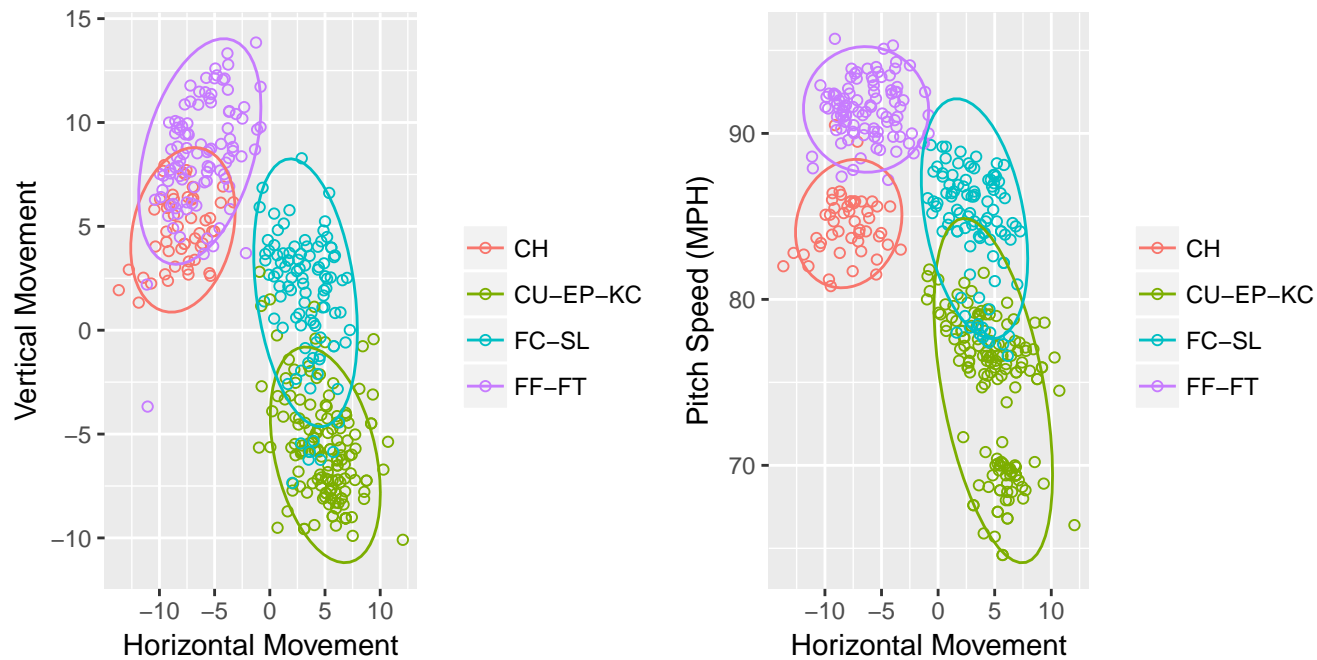 Vertical Movement
15
10
5
0
−5
−10
−10 −5 0 5 10
Horizontal Movement
CH
CU−EP−KC
FC−SL
FF−FT
Pitch Speed (MPH)
90
80
70
−10 −5 0 5 10
Horizontal Movement
CH
CU−EP−KC
FC−SL
FF−FT